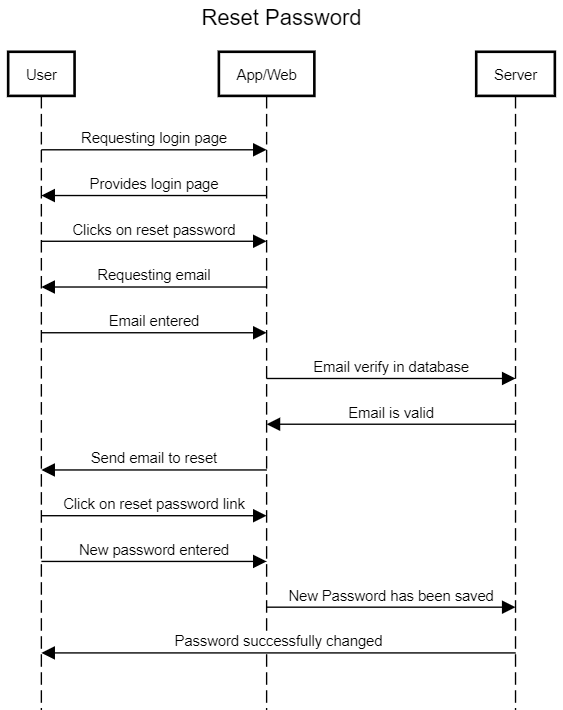 Reset Password
User
App/Web
Server
Requesting login page
Provides login page
Clicks on reset password
Requesting email
Email entered
Email verify in database
Email is valid
Send email to reset
Click on reset password link
New password entered
New Password has been saved
Password successfully changed